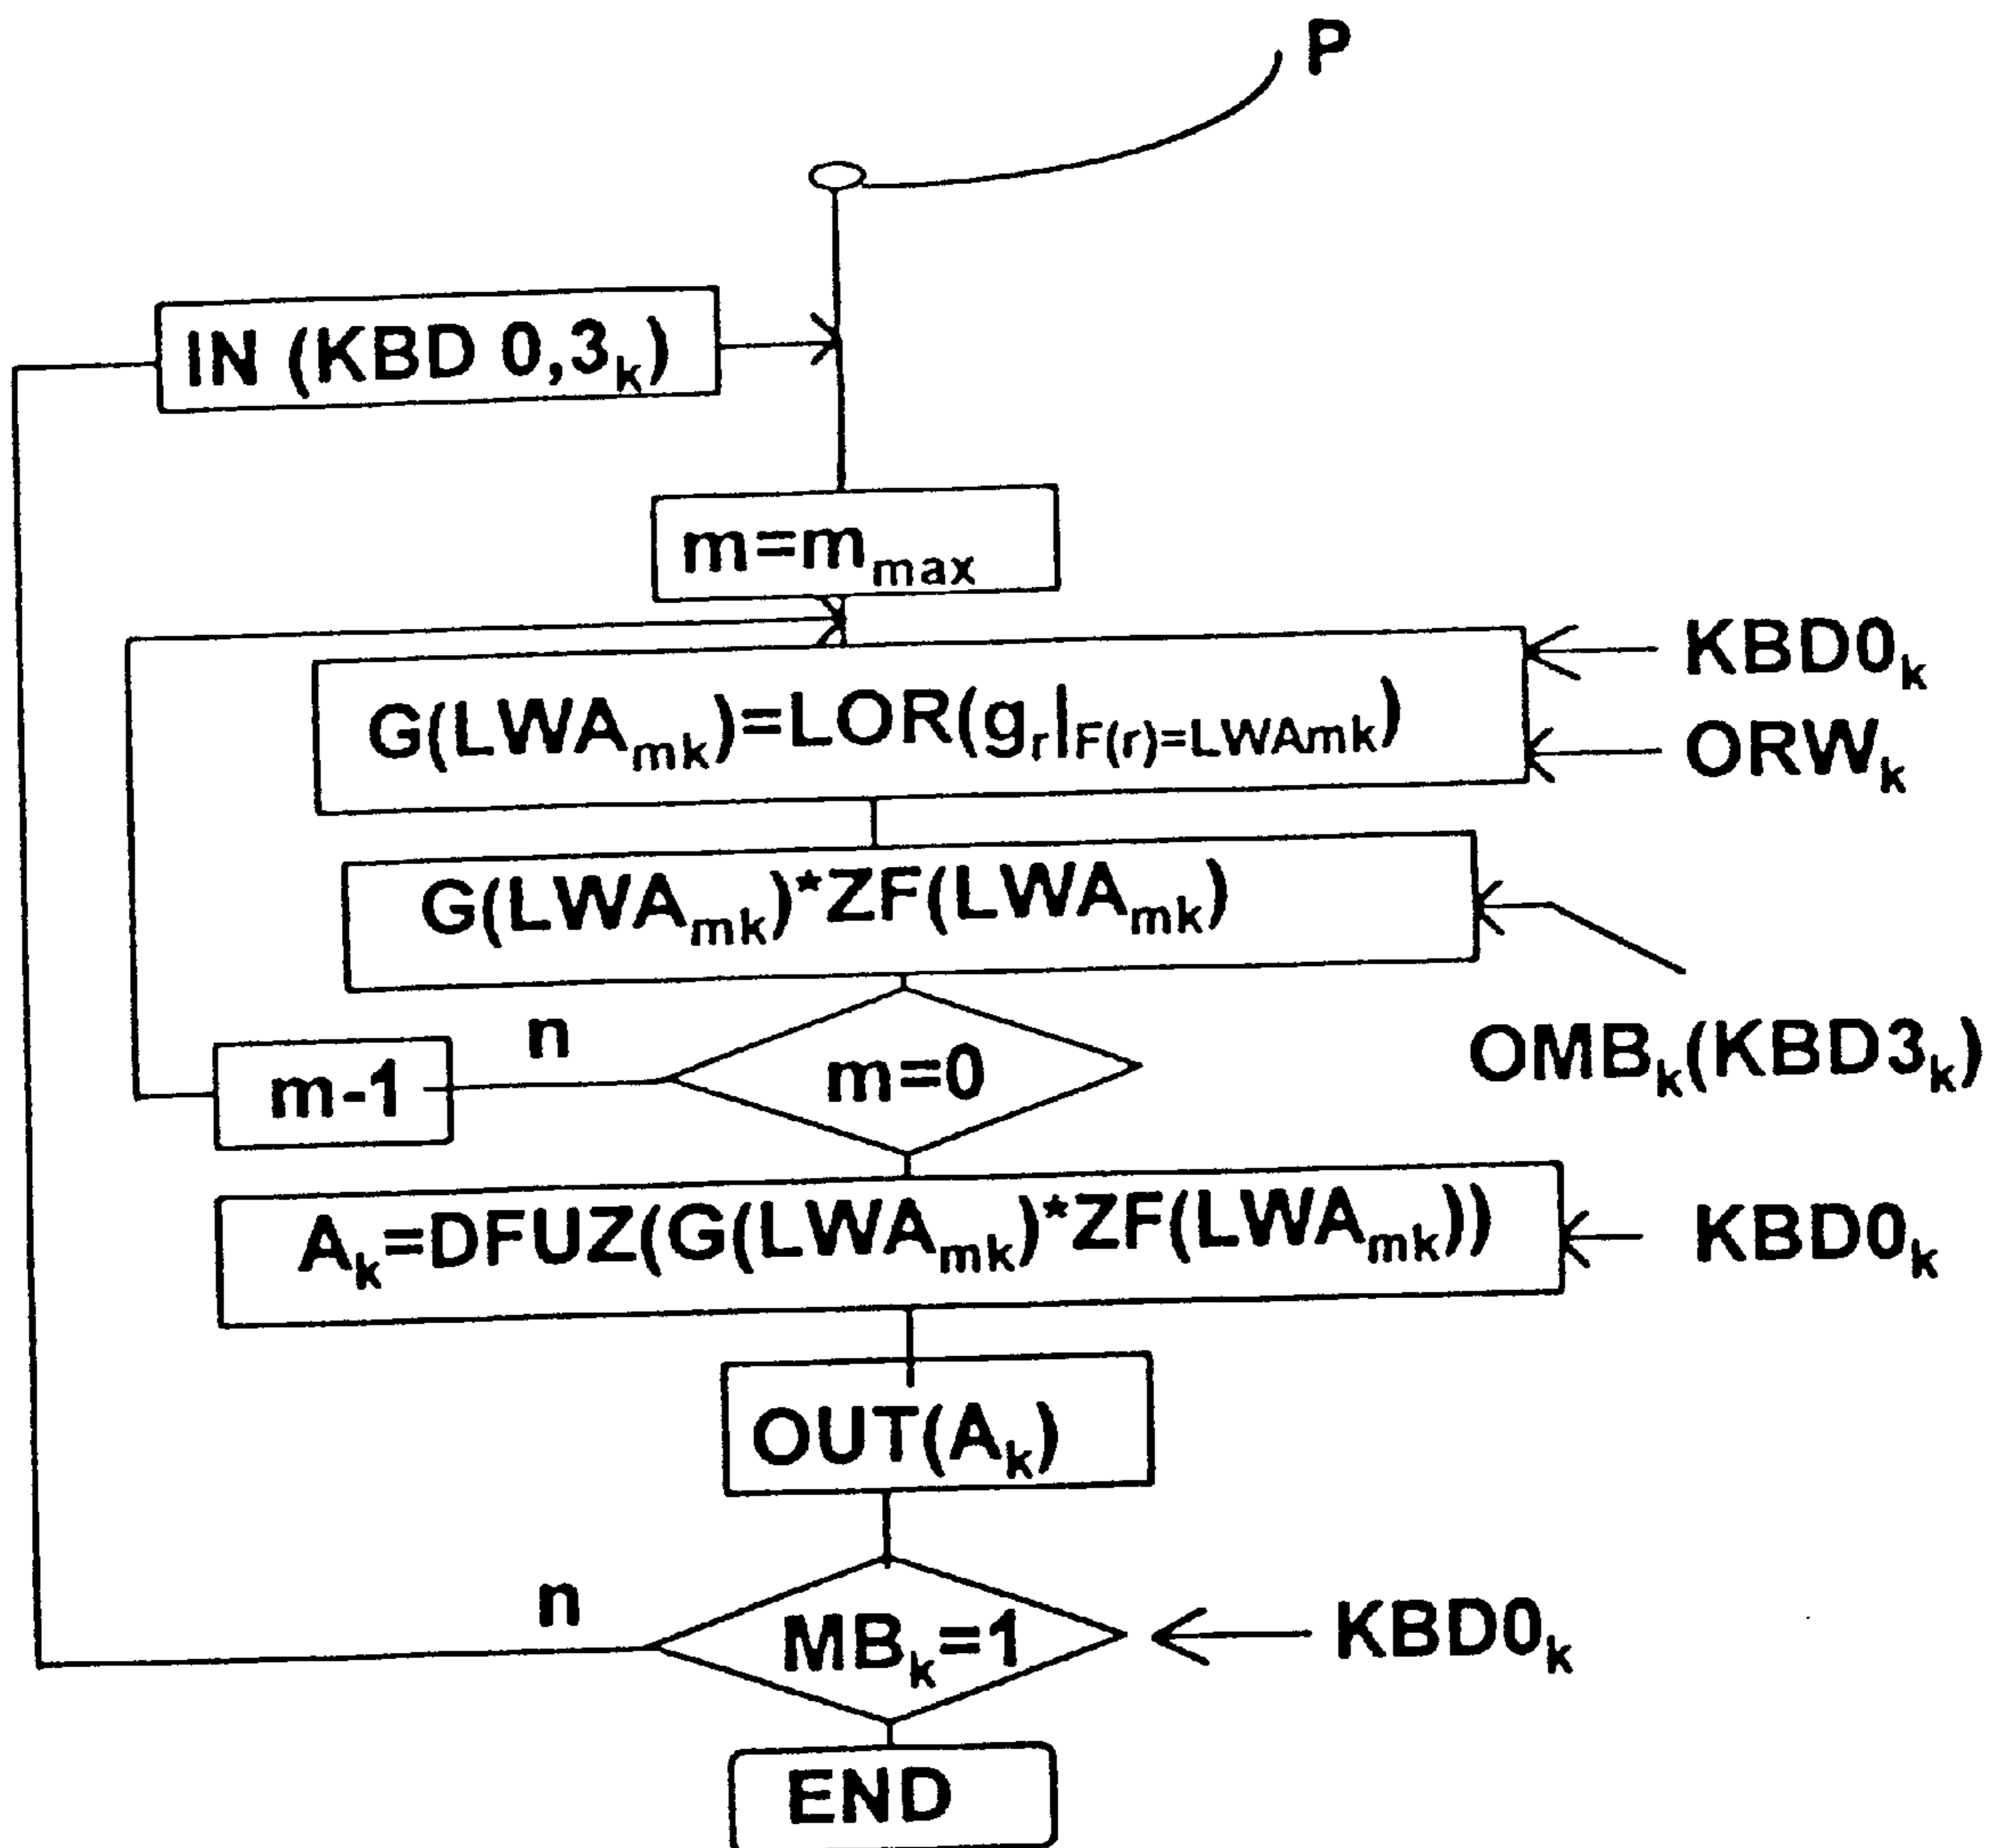 P
IN (KBD 0,3k)
m=mmax
G(LWAmk)=LOR(gr|F(r)=LWAmk)
KBD0k
ORWk
G(LWAmk)*ZF(LWAmk)
OMBk(KBD3k)
n
m-1
m=0
Ak=DFUZ(G(LWAmk)*ZF(LWAmk))
KBD0k
OUT(Ak)
n
MBk=1
KBD0k
END